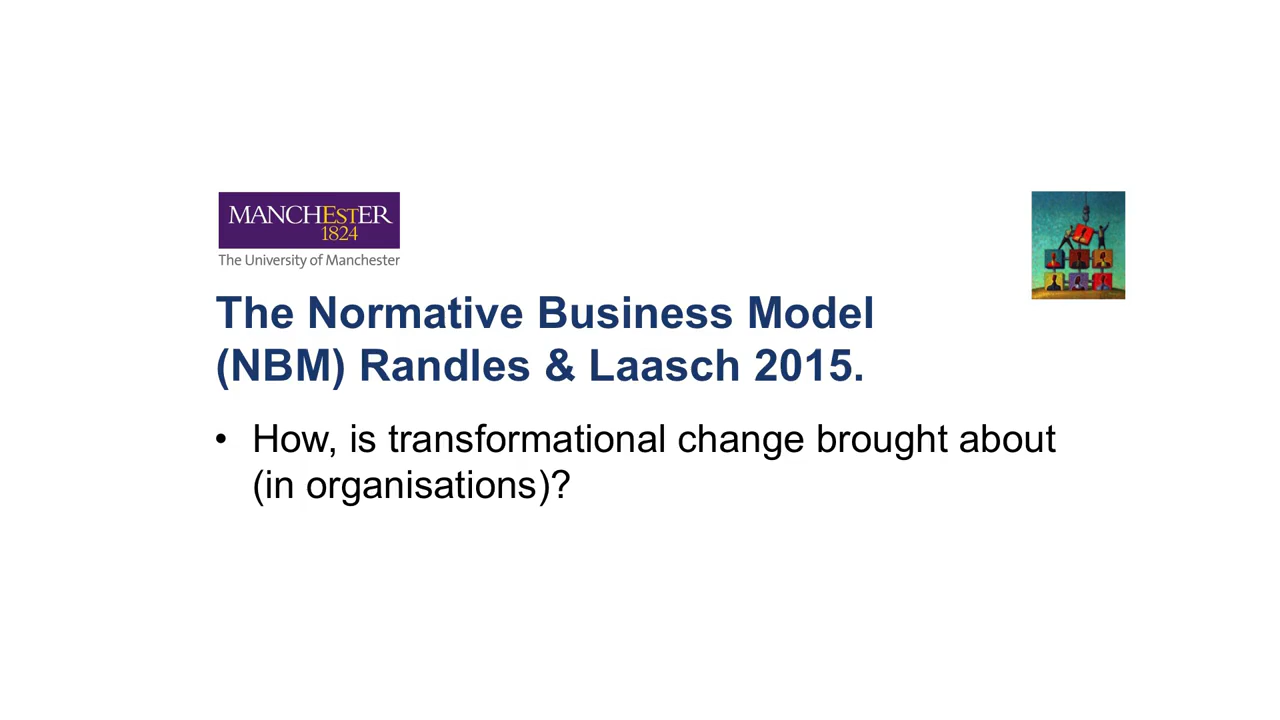 MANCHESTER
1824
The University of Manchester
The Normative Business Model
(NBM) Randles & Laasch 2015.
• How, is transformational change brought about
(in organisations)?